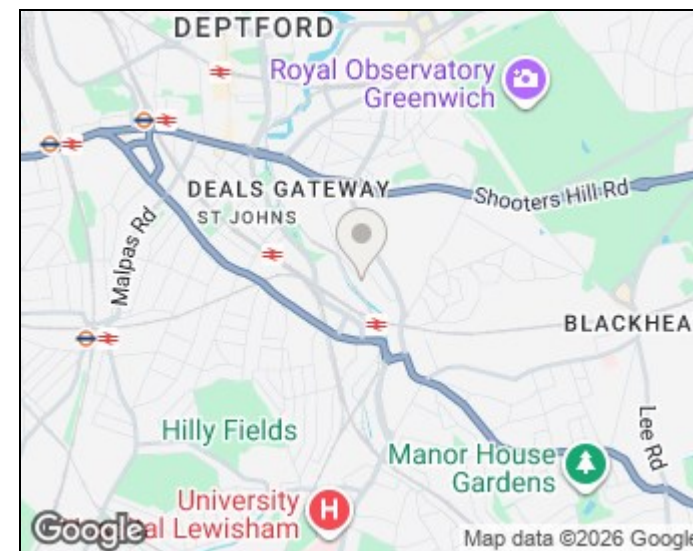 DEPTFORD
Royal Observatory
Greenwich
DEALS GATEWAY
ST JOHNS
Shooters Hill Rd
Malpas Rd
BLACKHEA
Hilly Fields
Lee Rd
Manor House
Gardens
University
al Lewisham
H
Google
Map data ©2026 Google